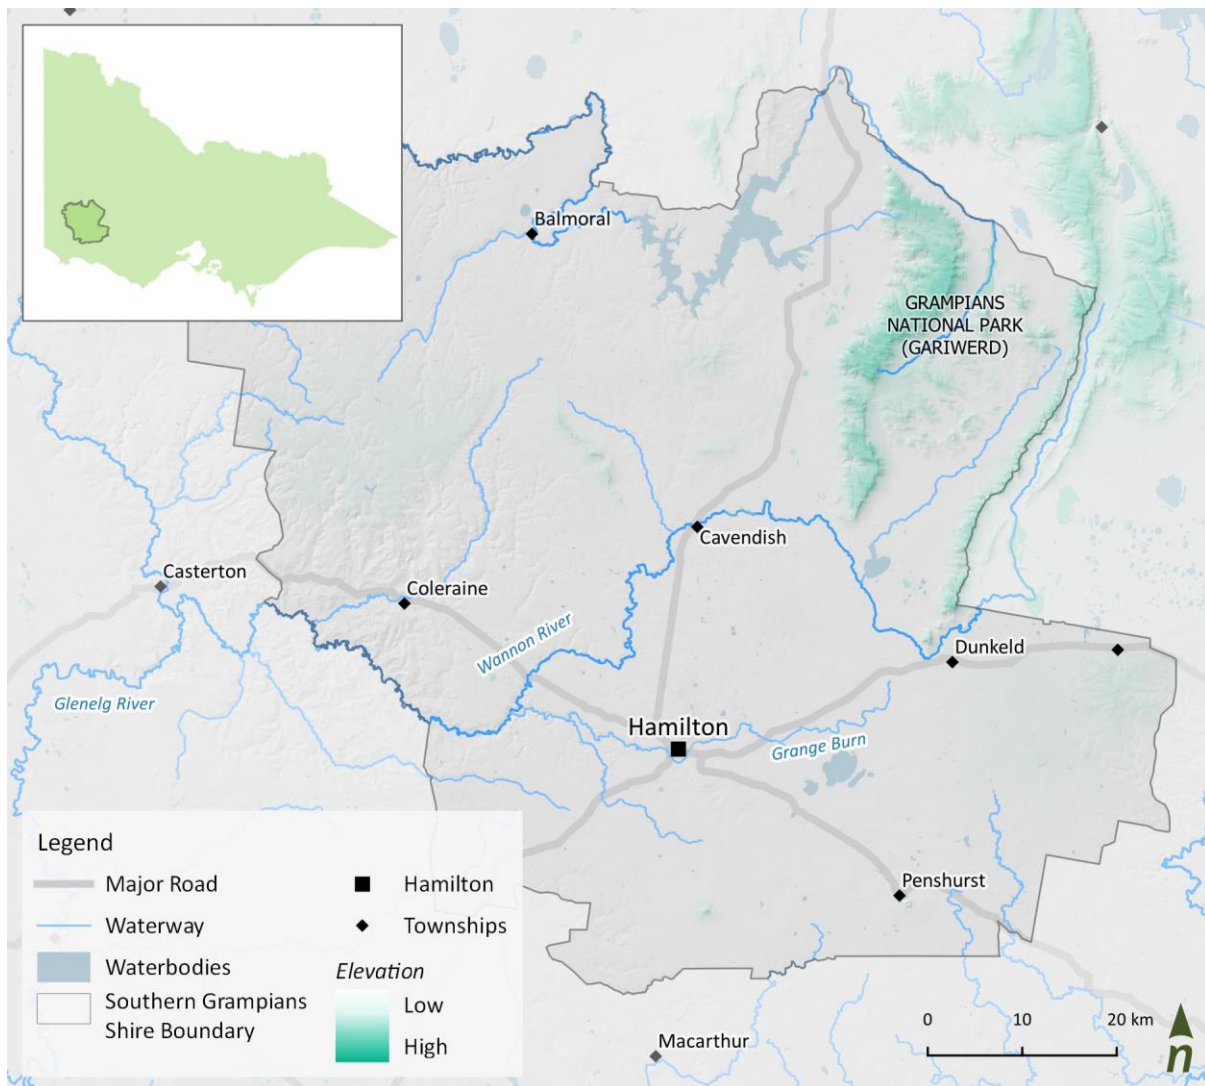 Balmoral
GRAMPIANS
NATIONAL PARK
(GARIWERD)
Cavendish
Casterton
Coleraine
Wannon River
Dunkeld
Glenelg River
Hamilton
Grange Burn
Penshurst
Macarthur
Legend
Major Road
Waterway
Waterbodies
Southern Grampians
Shire Boundary
Hamilton
Townships
Elevation
Low
High
0 10 20 km
n